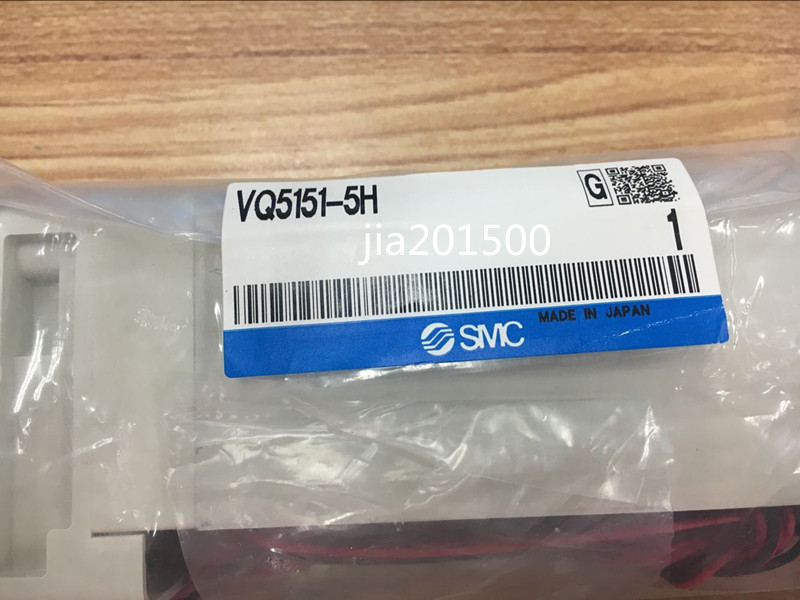 VQ5151-5H
G
jia201500
1
MADE IN JAPAN
SMC